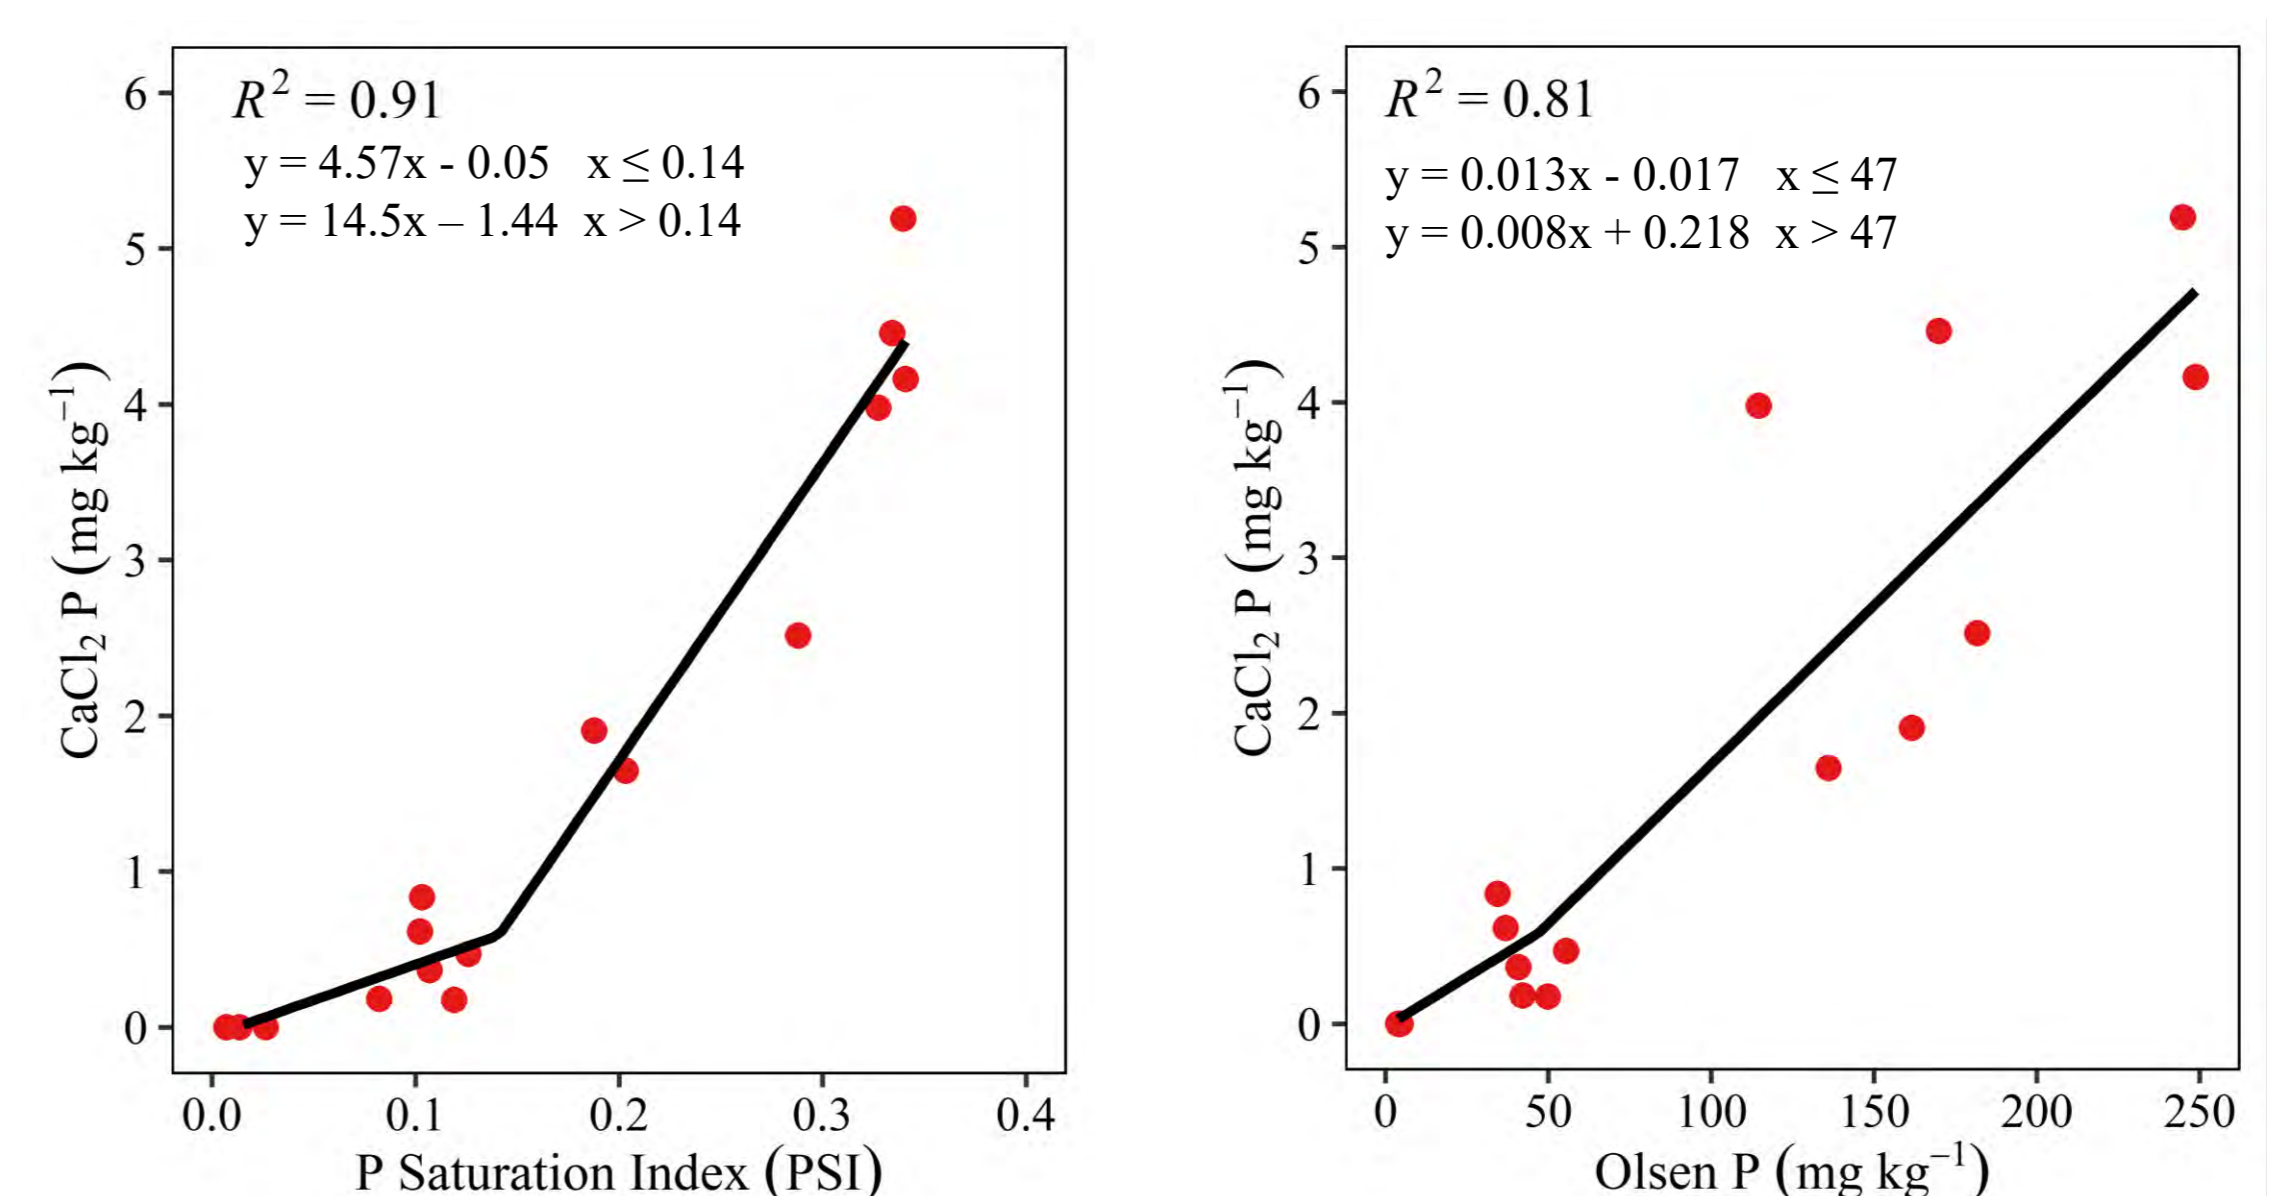 R² = 0.91
y = 4.57x - 0.05 x ≤ 0.14
y = 14.5x – 1.44 x > 0.14
6
5
4
3
2
1
0
CaCl₂ P (mg kg⁻¹)
0.0 0.1 0.2 0.3 0.4
P Saturation Index (PSI)
R² = 0.81
y = 0.013x - 0.017 x ≤ 47
y = 0.008x + 0.218 x > 47
6
5
4
3
2
1
0
CaCl₂ P (mg kg⁻¹)
0 50 100 150 200 250
Olsen P (mg kg⁻¹)